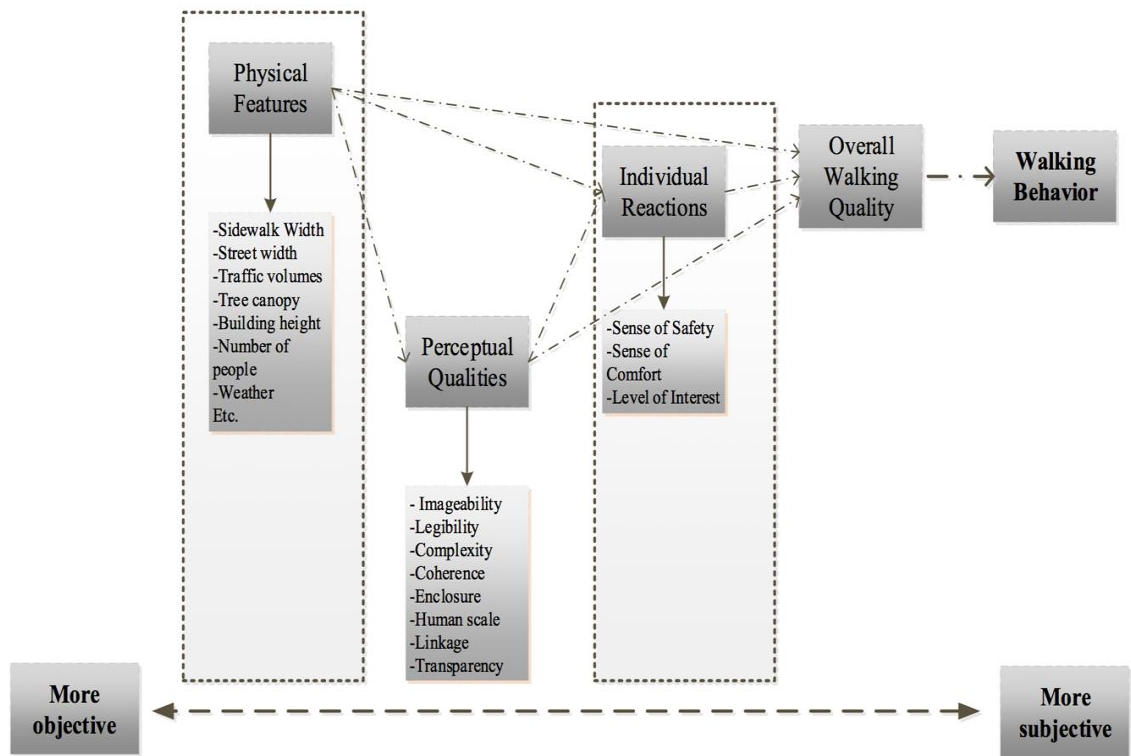 Physical
Features
-Sidewalk Width
-Street width
-Traffic volumes
-Tree canopy
-Building height
-Number of
people
-Weather
Etc.
Perceptual
Qualities
- Imageability
-Legibility
-Complexity
-Coherence
-Enclosure
-Human scale
-Linkage
-Transparency
Individual
Reactions
-Sense of Safety
-Sense of
Comfort
-Level of Interest
Overall
Walking
Quality
Walking
Behavior
More
objective
More
subjective